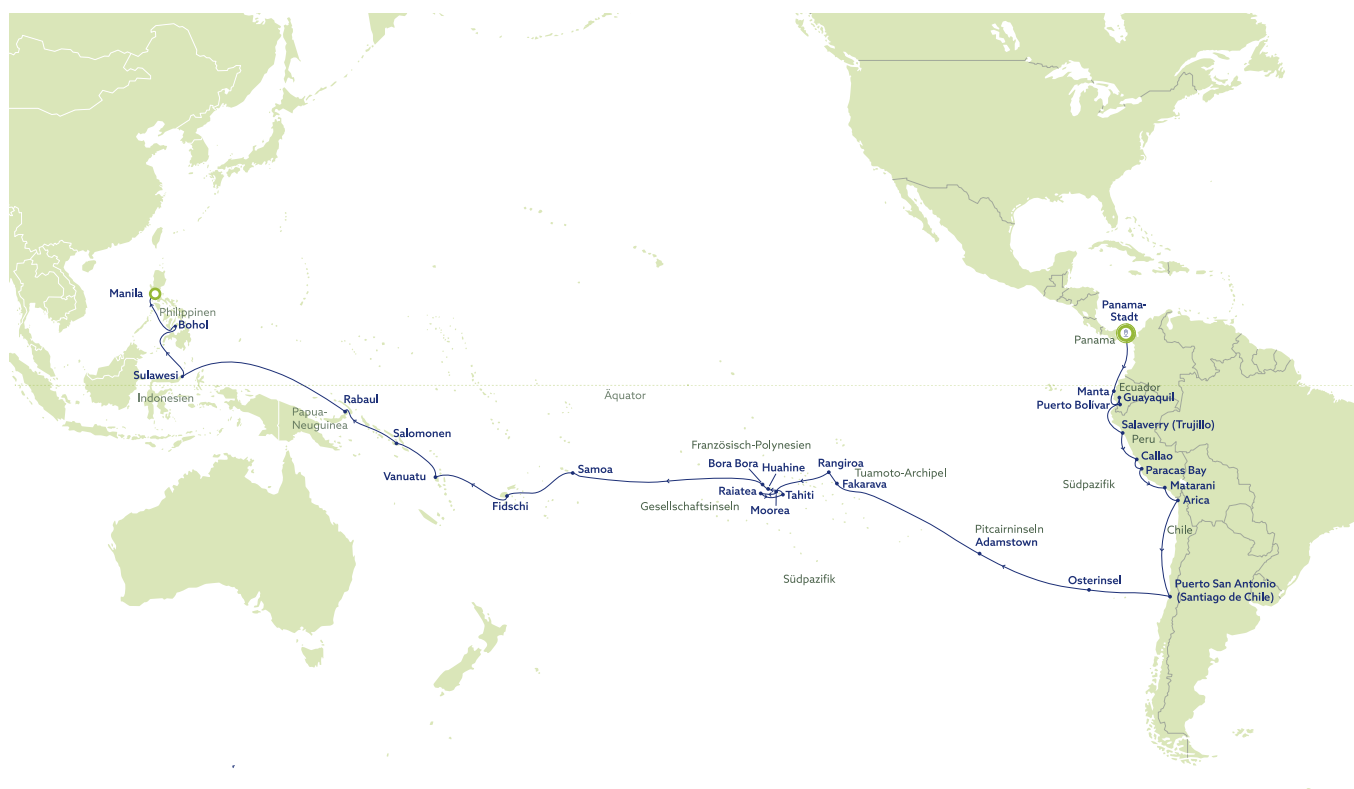 Manila
Philippinen
Bohol
Sulawesi
Indonesien
Papua-
Neuguinea
Rabaul
Salomonen
Vanuatu
Fidschi
Samoa
Äquator
Französisch-Polynesien
Bora Bora
Huahine
Raiatea
Tahiti
Moorea
Gesellschaftsinseln
Rangiroa
Tuamoto-Archipel
Fakarava
Südpazifik
Pitcairninseln
Adamstown
Osterinsel
Südpazifik
Panama-
Stadt
Panama
Manta
Ecuador
Guayaquil
Puerto Bolívar
Salaverry (Trujillo)
Peru
Callao
Paracas Bay
Matarani
Arica
Chile
Puerto San Antonio
(Santiago de Chile)